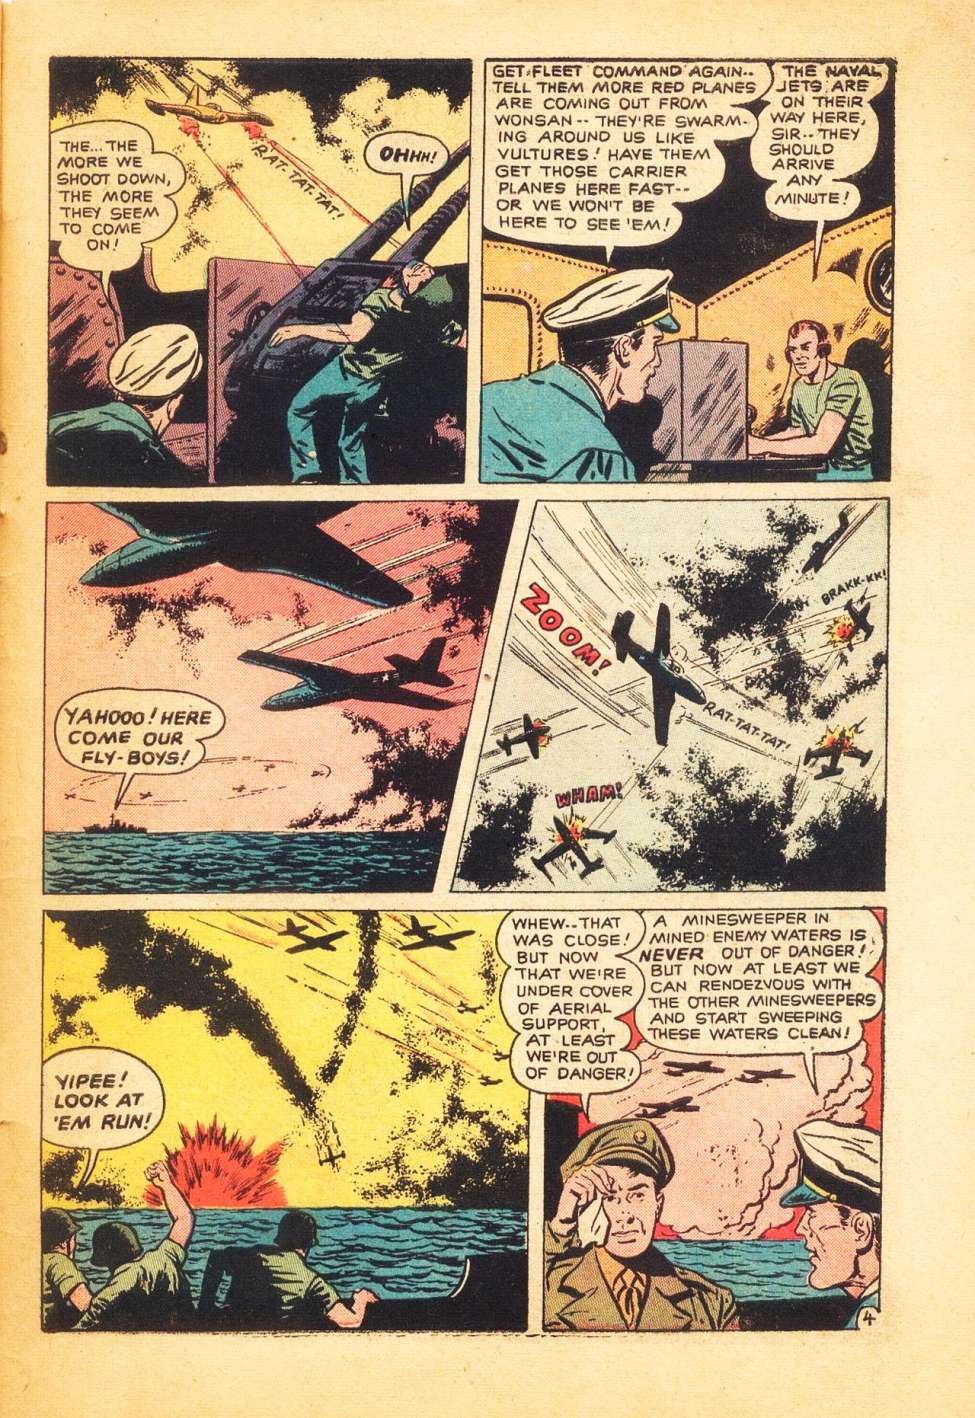 THE...THE
MORE WE
SHOOT DOWN,
THE MORE
THEY SEEM
TO COME
ON!
RAT-TAT-TAT!
OHHH!
GET FLEET COMMAND AGAIN--
TELL THEM MORE RED PLANES
ARE COMING OUT FROM
WONSAN--THEY'RE SWARM-
ING AROUND US LIKE
VULTURES! HAVE THEM
GET THOSE CARRIER
PLANES HERE FAST--
OR WE WON'T BE
HERE TO SEE 'EM!
THE NAVAL
JETS ARE
ON THEIR
WAY HERE,
SIR--THEY
SHOULD
ARRIVE
ANY
MINUTE!
YAHOOO! HERE
COME OUR
FLY-BOYS!
ZOOM!
BRAKK-KK!
RAT-TAT-TAT!
WHAM!
YIPEE!
LOOK AT
'EM RUN!
WHEW--THAT
WAS CLOSE!
BUT NOW
THAT WE'RE
UNDER COVER
OF AERIAL
SUPPORT,
AT LEAST
WE'RE OUT
OF DANGER!
A MINESWEEPER IN
MINED ENEMY WATERS IS
NEVER OUT OF DANGER!
BUT NOW AT LEAST WE
CAN RENDEZVOUS WITH
THE OTHER MINESWEEPERS
AND START SWEEPING
THESE WATERS CLEAN!
4